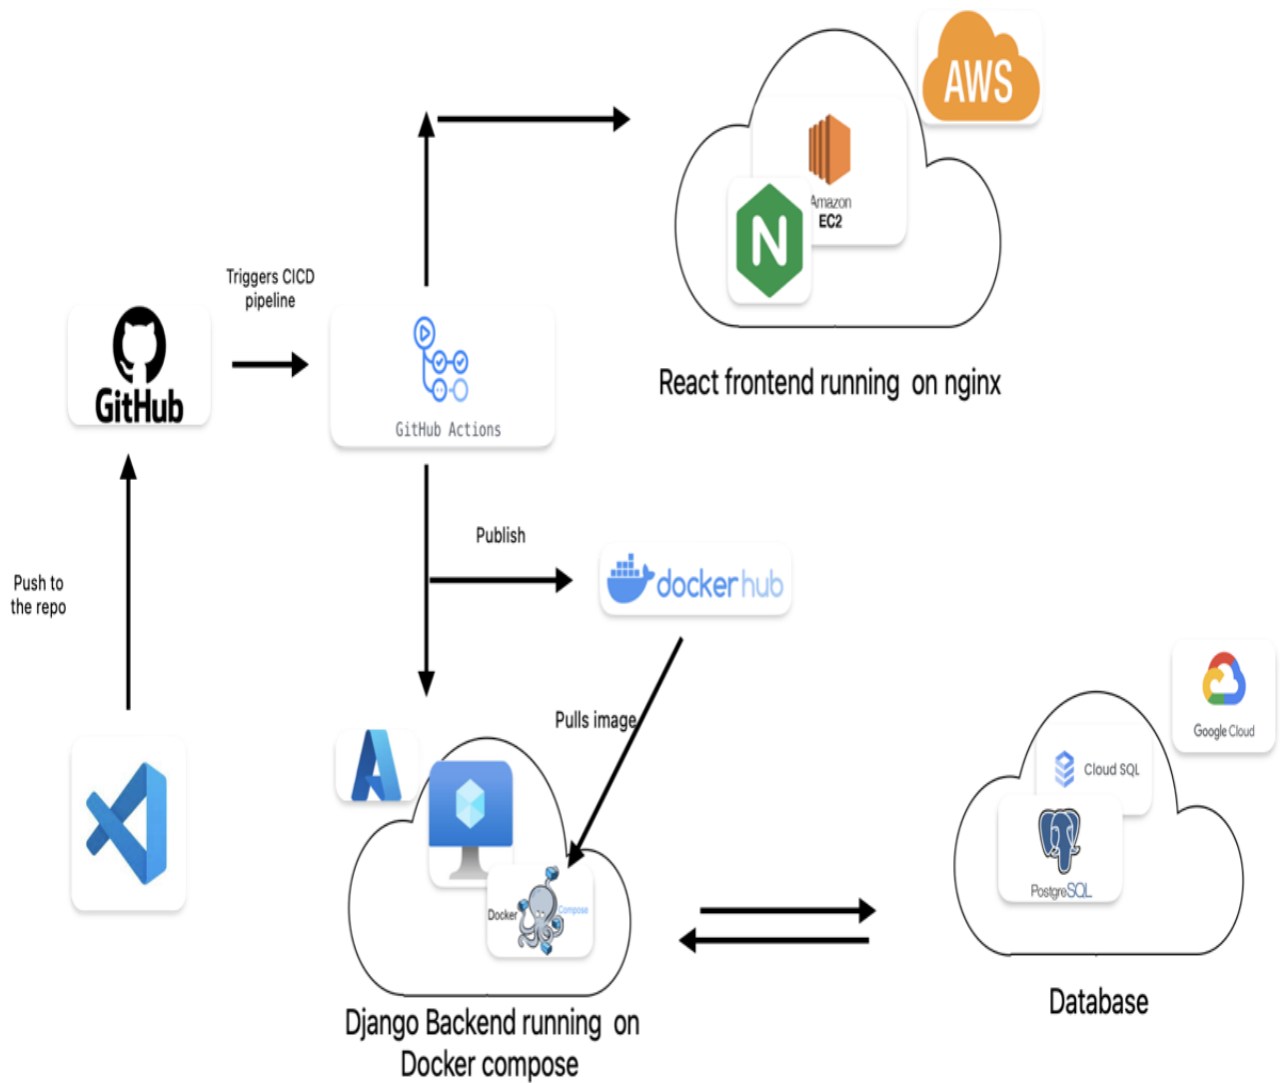 AWS
Amazon
EC2
N
React frontend running on nginx
Triggers CICD
pipeline
GitHub
GitHub Actions
Push to
the repo
Publish
docker hub
Pulls image
Google Cloud
Cloud SQL
PostgreSQL
Docker Compose
Database
Django Backend running on
Docker compose